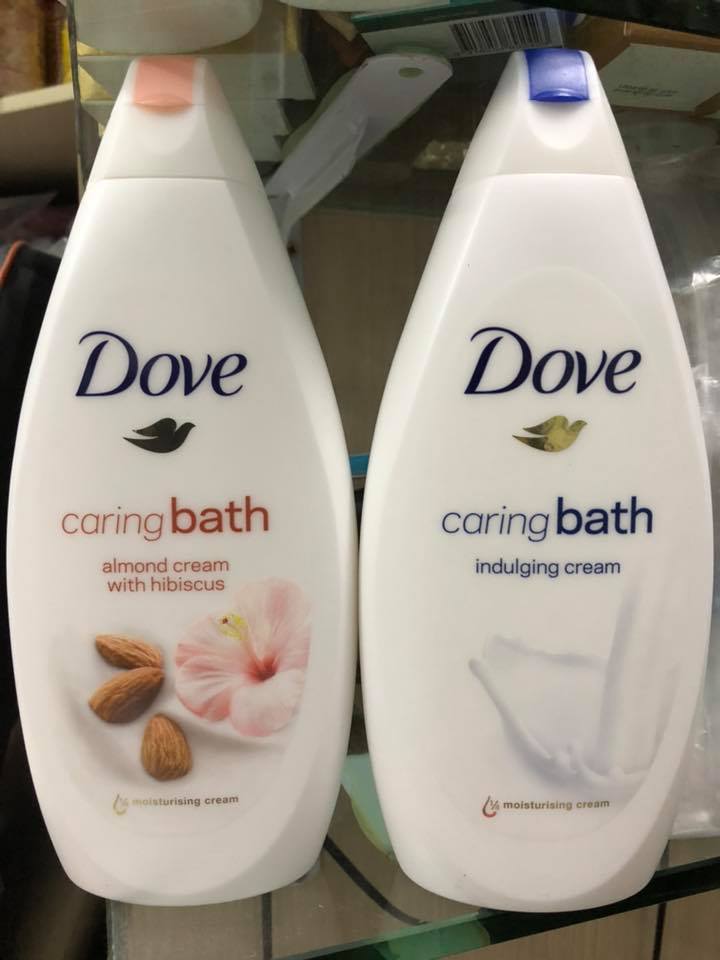 Dove
caring bath
almond cream
with hibiscus
¼ moisturising cream
Dove
caring bath
indulging cream
¼ moisturising cream